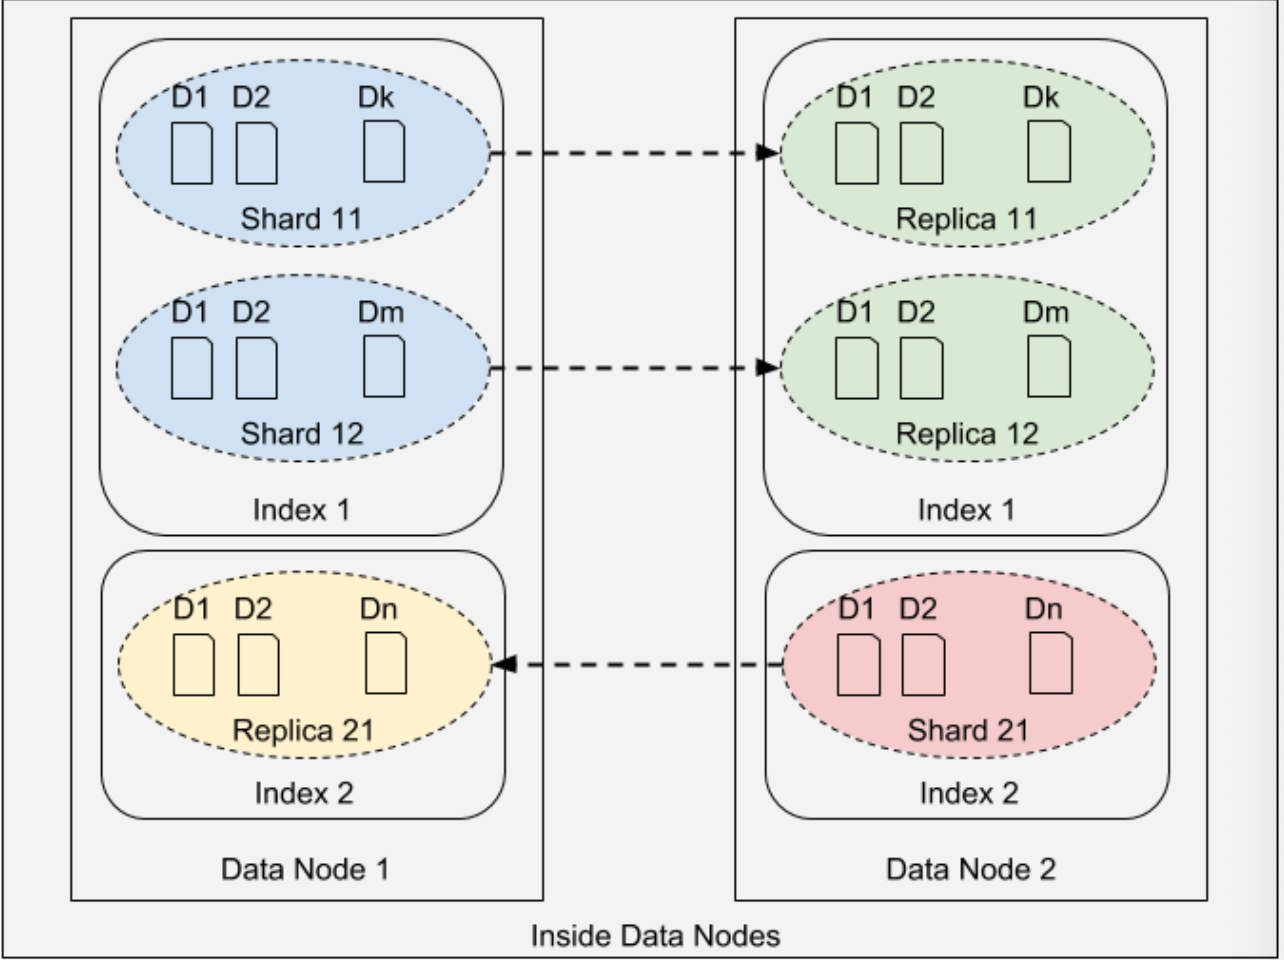 D1 D2 Dk
Shard 11
D1 D2 Dm
Shard 12
Index 1
D1 D2 Dn
Replica 21
Index 2
Data Node 1
D1 D2 Dk
Replica 11
D1 D2 Dm
Replica 12
Index 1
D1 D2 Dn
Shard 21
Index 2
Data Node 2
Inside Data Nodes